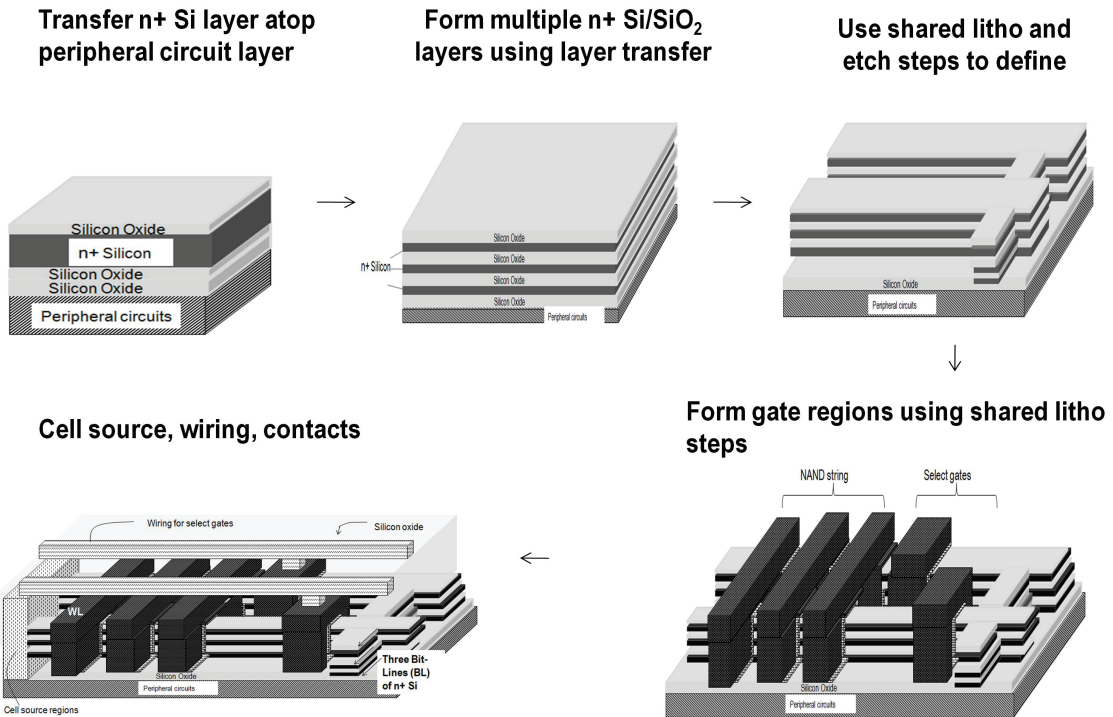 Transfer n+ Si layer atop
peripheral circuit layer
Silicon Oxide
n+ Silicon
Silicon Oxide
Silicon Oxide
Peripheral circuits
Form multiple n+ Si/SiO2
layers using layer transfer
Silicon Oxide
Silicon Oxide
n+ Silicon
Silicon Oxide
Silicon Oxide
Peripheral circuits
Use shared litho and
etch steps to define
Silicon Oxide
Peripheral circuits
Form gate regions using shared litho
steps
NAND string
Select gates
Silicon Oxide
Peripheral circuits
Cell source, wiring, contacts
Wiring for select gates
Silicon oxide
WL
Three Bit-
Lines (BL)
of n+ Si
Silicon Oxide
Peripheral circuits
Cell source regions